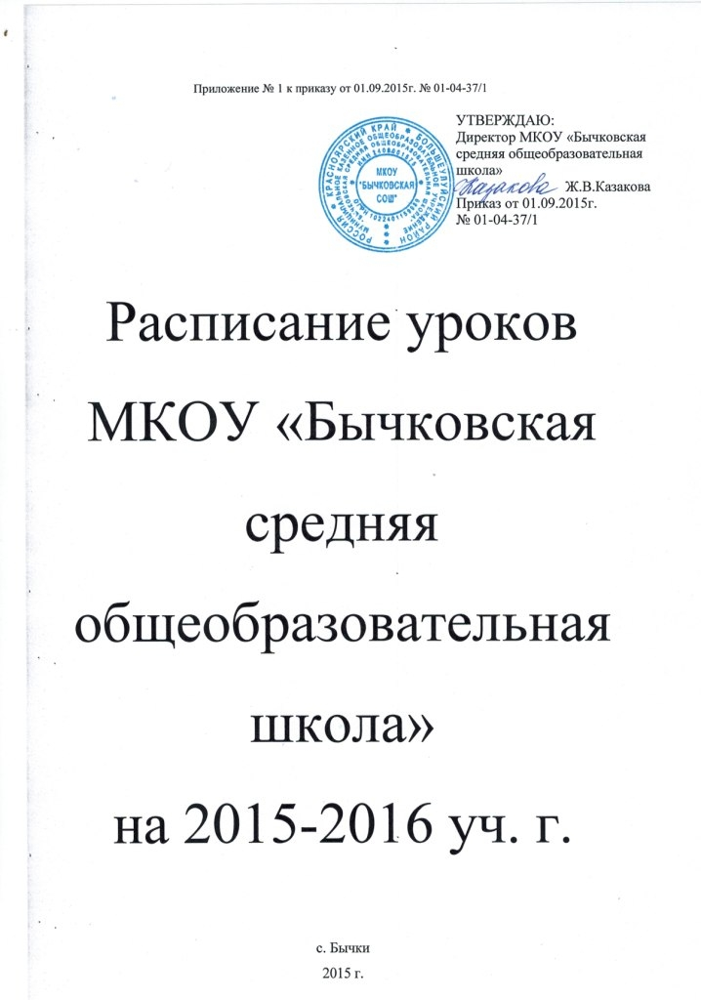 Приложение № 1 к приказу от 01.09.2015г. № 01-04-37/1
УТВЕРЖДАЮ:
Директор МКОУ «Бычковская
средняя общеобразовательная
школа»
Казакова Ж.В.Казакова
Приказ от 01.09.2015г.
№ 01-04-37/1
РОССИЯ * КРАСНОЯРСКИЙ КРАЙ * БОЛЬШЕУЛУЙСКИЙ РАЙОН
МКОУ
"БЫЧКОВСКАЯ
СОШ"
Расписание уроков
МКОУ «Бычковская
средняя
общеобразовательная
школа»
на 2015-2016 уч. г.
с. Бычки
2015 г.